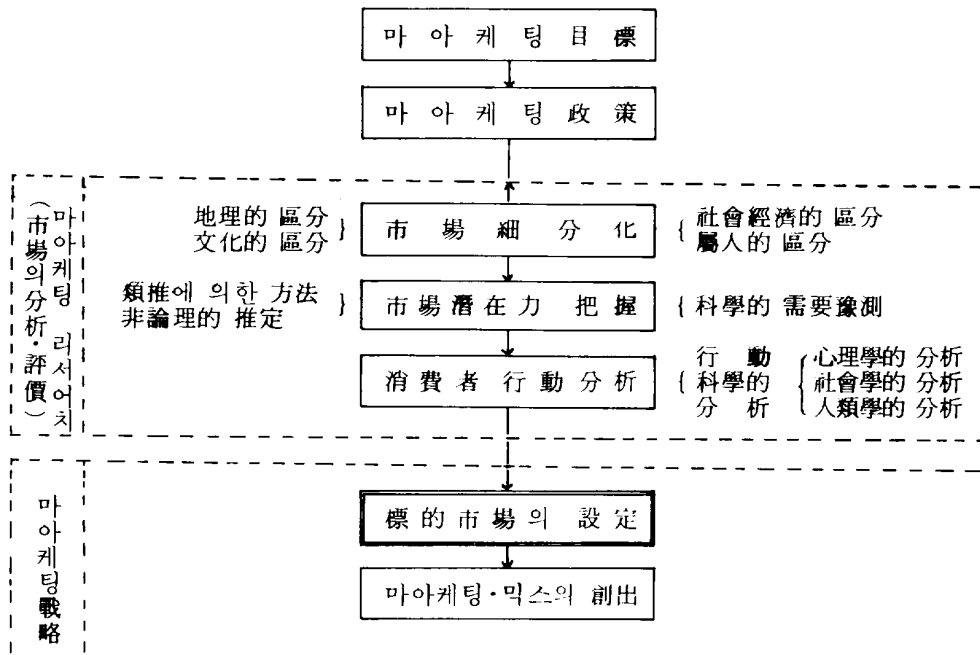 마 아 케 팅 目 標
마 아 케 팅 政 策
마아케팅 리서어치
(市場의分析·評價)
地理的 區分
文化的 區分
市 場 細 分 化
社會經濟的 區分
屬人的 區分
類推에 의한 方法
非論理的 推定
市場潛在力 把握
科學的 需要豫測
消費者 行動分析
行 動
科學的
分 析
心理學的 分析
社會學的 分析
人類學的 分析
마아케팅戰略
標的市場의 設定
마아케팅·믹스의 創出